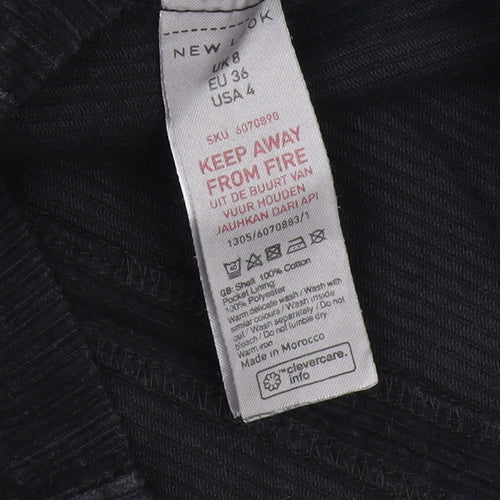 NEW LOOK
UK 8
EU 36
USA 4
SKU 6070898
KEEP AWAY
FROM FIRE
UIT DE BUURT VAN
VUUR HOUDEN
JAUHKAN DARI API
1305/6070883/1
GB: Shell: 100% Cotton
Pocket Lining:
100% Polyester
Warm delicate wash / Wash with
similar colours / Wash inside
out / Wash separately / Do not
bleach / Do not tumble dry.
Warm iron
Made in Morocco
™clevercare.
info